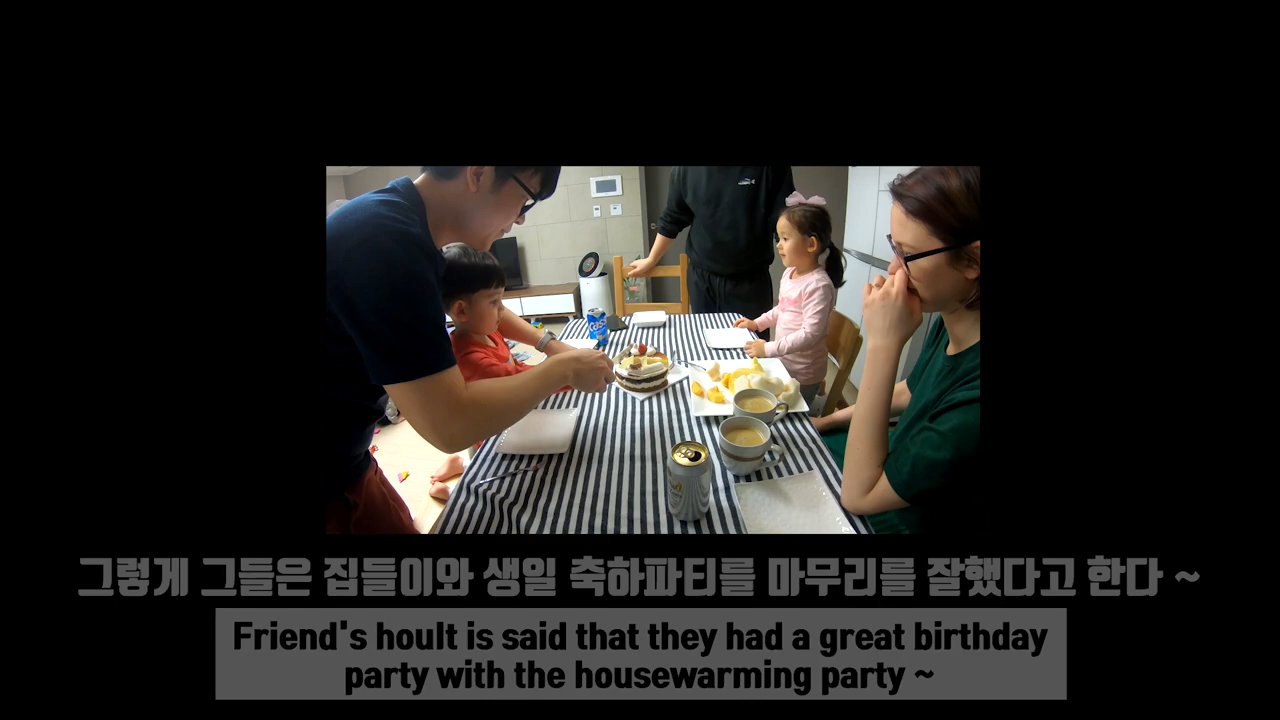 그렇게 그들은 집들이와 생일 축하파티를 마무리를 잘했다고 한다 ~
Friend's hoult is said that they had a great birthday
party with the housewarming party ~